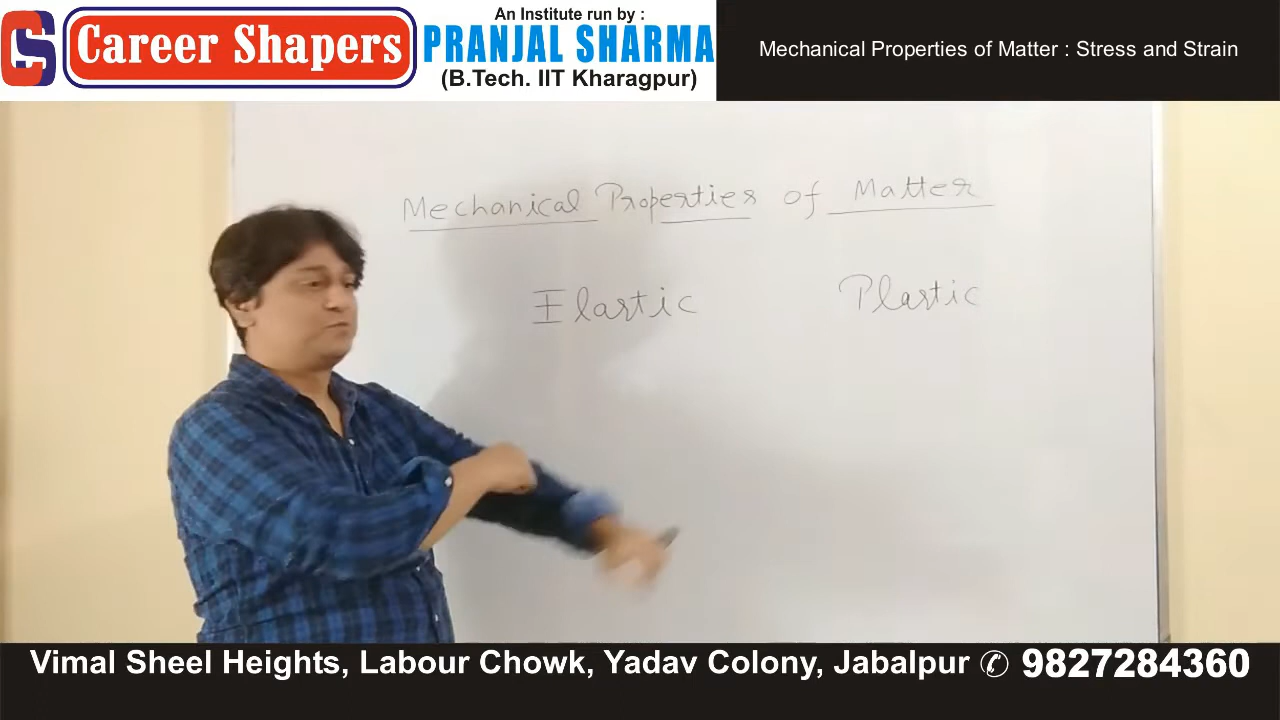 CS Career Shapers
An Institute run by :
PRANJAL SHARMA
(B.Tech. IIT Kharagpur)
Mechanical Properties of Matter : Stress and Strain
Mechanical Properties of Matter
Elastic Plastic
Vimal Sheel Heights, Labour Chowk, Yadav Colony, Jabalpur ✆ 9827284360